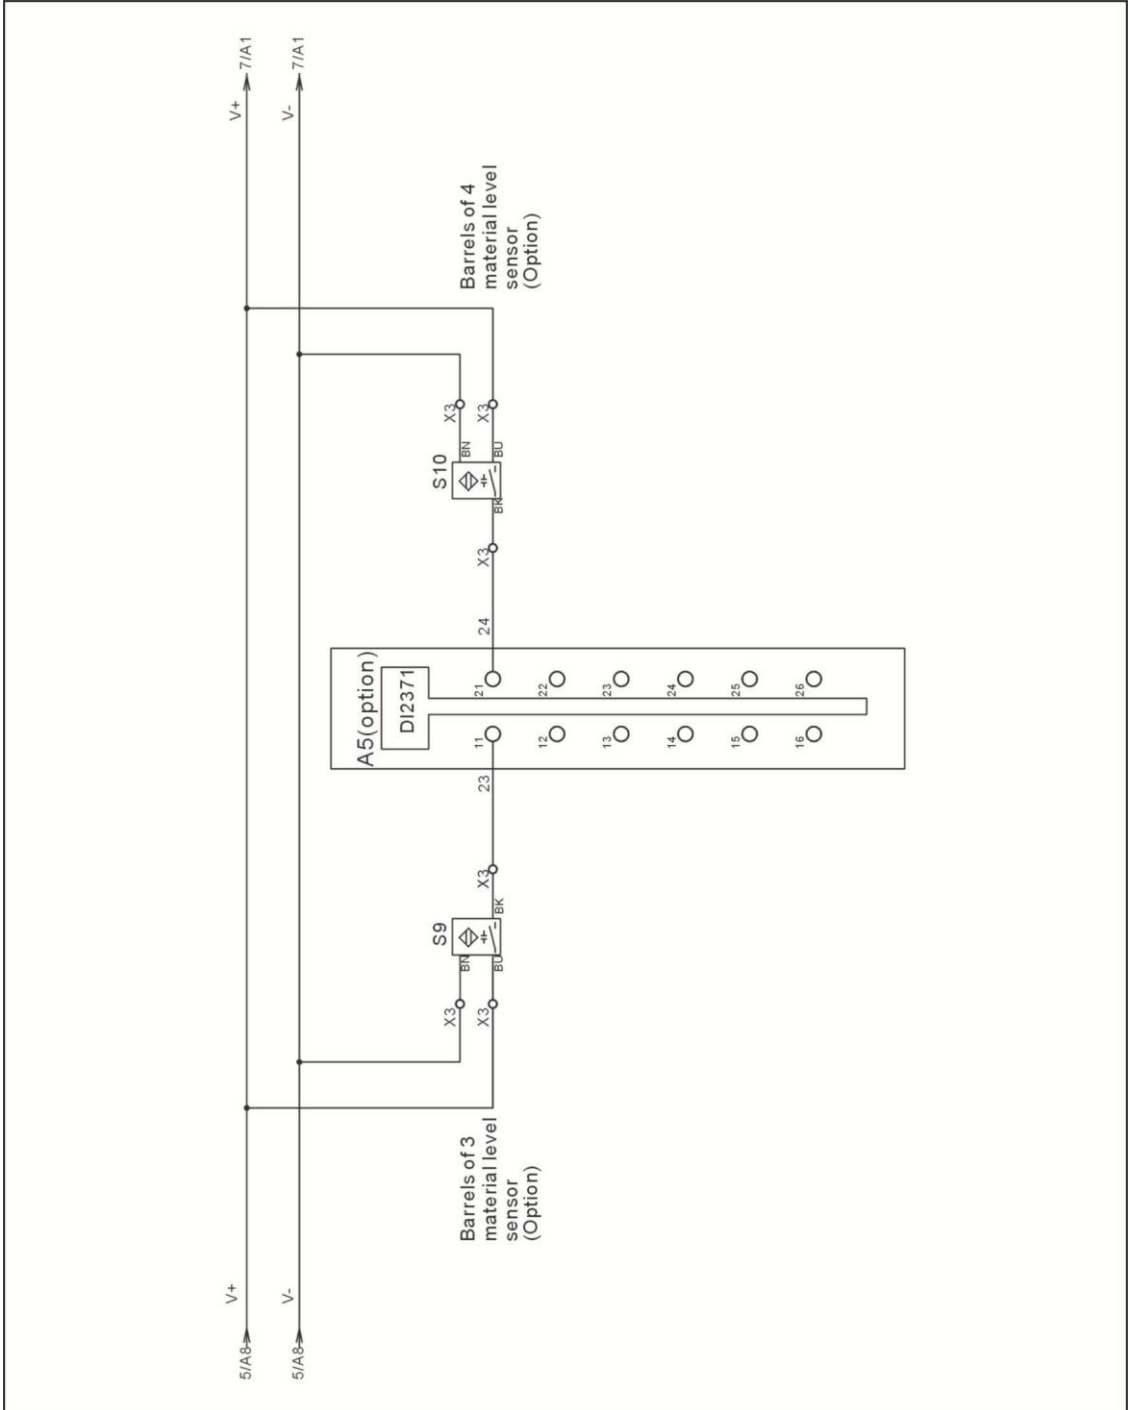 V+ V+
5/A8 7/A1
V- V-
5/A8 7/A1
A5(option)
DI2371
S9 S10
X3 BN BN X3
X3 BU BK X3 23 11 21 24 X3 BK BU X3
Barrels of 3
material level
sensor
(Option)
Barrels of 4
material level
sensor
(Option)
12 22
13 23
14 24
15 25
16 26